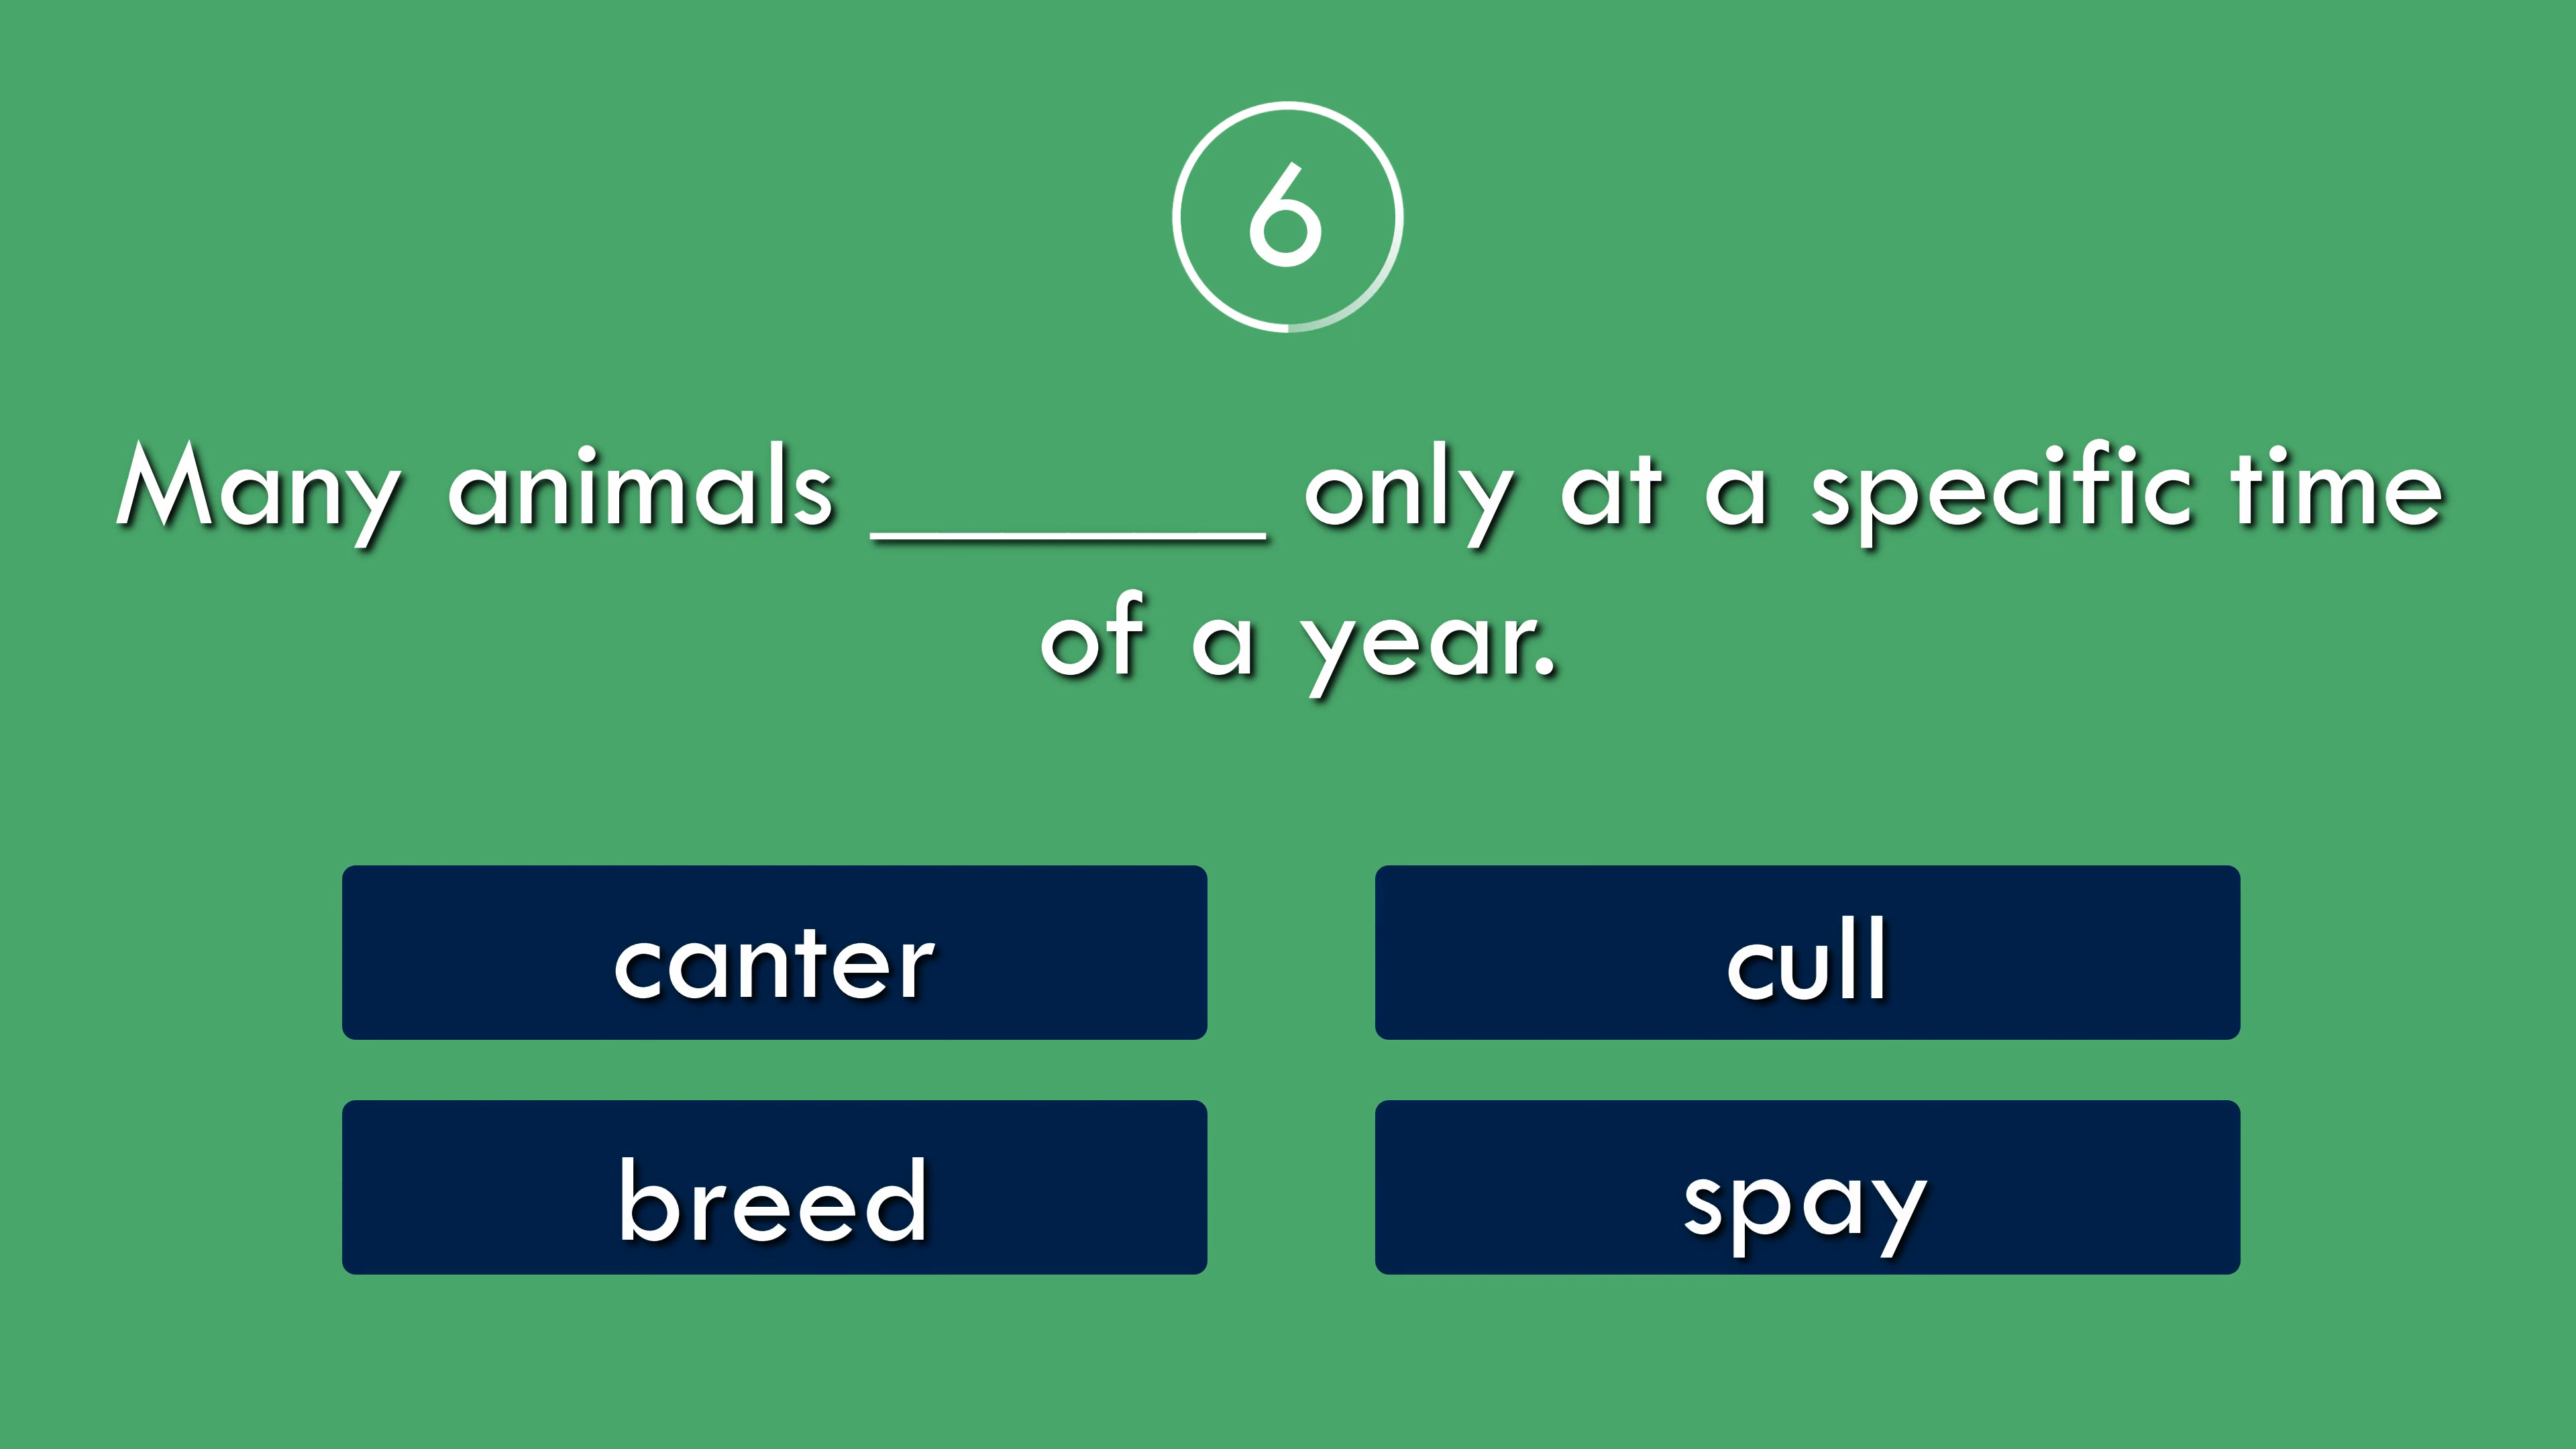 6
Many animals ________ only at a specific time
of a year.
canter
cull
breed
spay